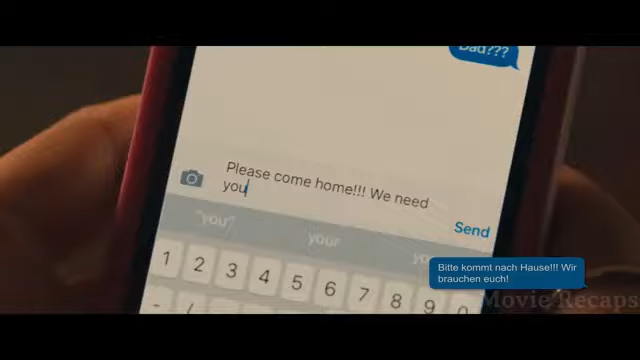 Dad???
Please come home!!! We need
you
Send
"you"
your
1 2 3 4 5 6 7 8 9 0
Bitte kommt nach Hause!!! Wir
brauchen euch!
Movie Recaps